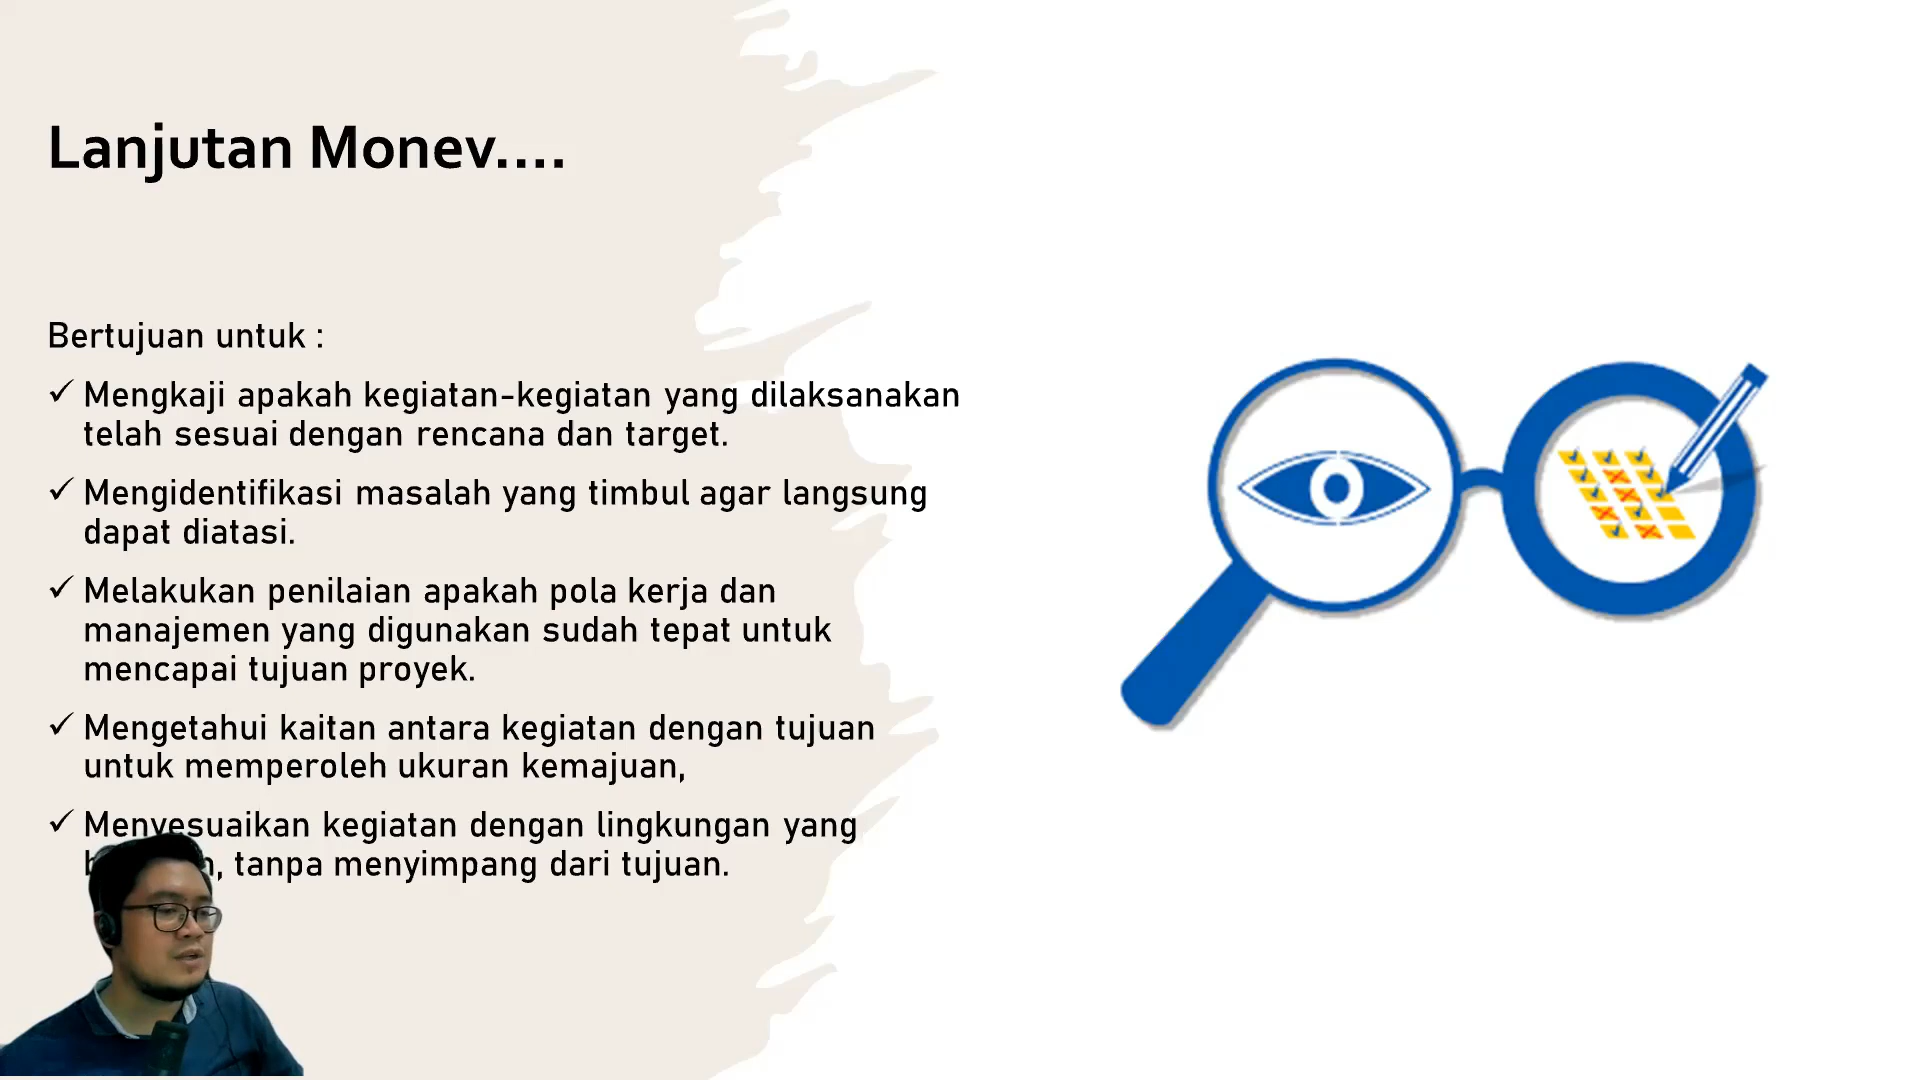 Lanjutan Monev....
Bertujuan untuk :
✓ Mengkaji apakah kegiatan-kegiatan yang dilaksanakan
telah sesuai dengan rencana dan target.
✓ Mengidentifikasi masalah yang timbul agar langsung
dapat diatasi.
✓ Melakukan penilaian apakah pola kerja dan
manajemen yang digunakan sudah tepat untuk
mencapai tujuan proyek.
✓ Mengetahui kaitan antara kegiatan dengan tujuan
untuk memperoleh ukuran kemajuan,
✓ Menyesuaikan kegiatan dengan lingkungan yang
, tanpa menyimpang dari tujuan.